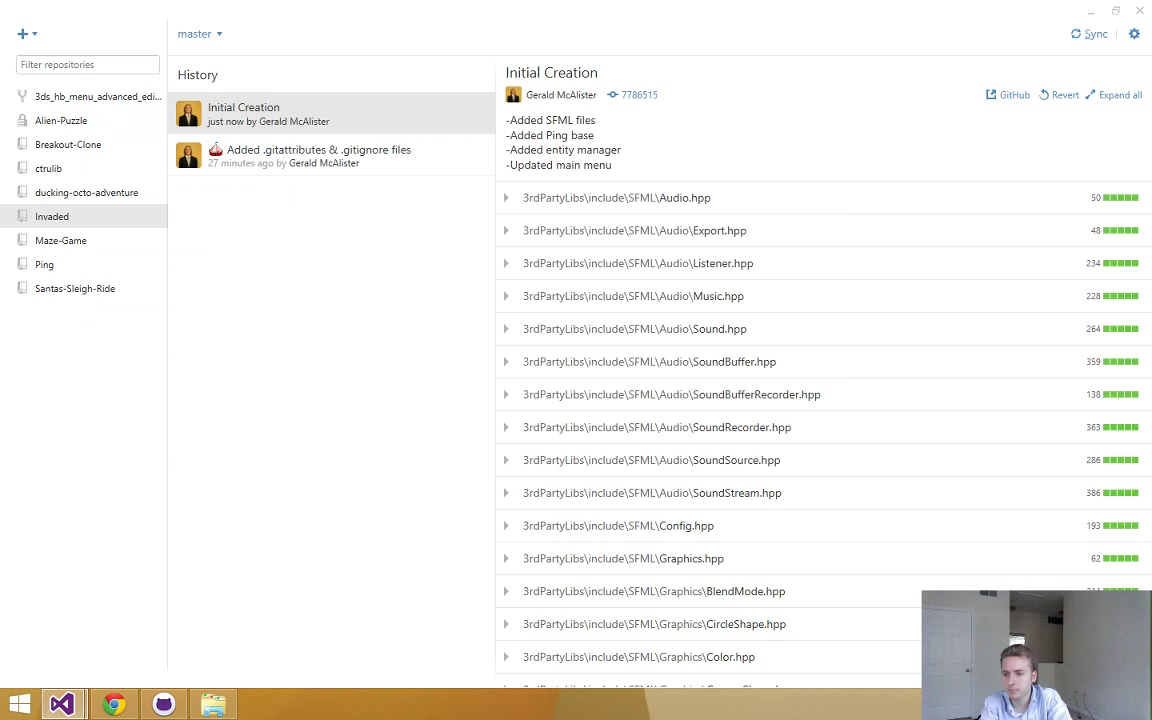 master
Sync
Filter repositories
3ds_hb_menu_advanced_edi...
Alien-Puzzle
Breakout-Clone
ctrulib
ducking-octo-adventure
Invaded
Maze-Game
Ping
Santas-Sleigh-Ride
History
Initial Creation
just now by Gerald McAlister
Added .gitattributes & .gitignore files
27 minutes ago by Gerald McAlister
Initial Creation
Gerald McAlister 7786515
GitHub Revert Expand all
-Added SFML files
-Added Ping base
-Added entity manager
-Updated main menu
3rdPartyLibs\include\SFML\Audio.hpp 50
3rdPartyLibs\include\SFML\Audio\Export.hpp 48
3rdPartyLibs\include\SFML\Audio\Listener.hpp 234
3rdPartyLibs\include\SFML\Audio\Music.hpp 228
3rdPartyLibs\include\SFML\Audio\Sound.hpp 264
3rdPartyLibs\include\SFML\Audio\SoundBuffer.hpp 359
3rdPartyLibs\include\SFML\Audio\SoundBufferRecorder.hpp 138
3rdPartyLibs\include\SFML\Audio\SoundRecorder.hpp 363
3rdPartyLibs\include\SFML\Audio\SoundSource.hpp 286
3rdPartyLibs\include\SFML\Audio\SoundStream.hpp 386
3rdPartyLibs\include\SFML\Config.hpp 193
3rdPartyLibs\include\SFML\Graphics.hpp 62
3rdPartyLibs\include\SFML\Graphics\BlendMode.hpp
3rdPartyLibs\include\SFML\Graphics\CircleShape.hpp
3rdPartyLibs\include\SFML\Graphics\Color.hpp